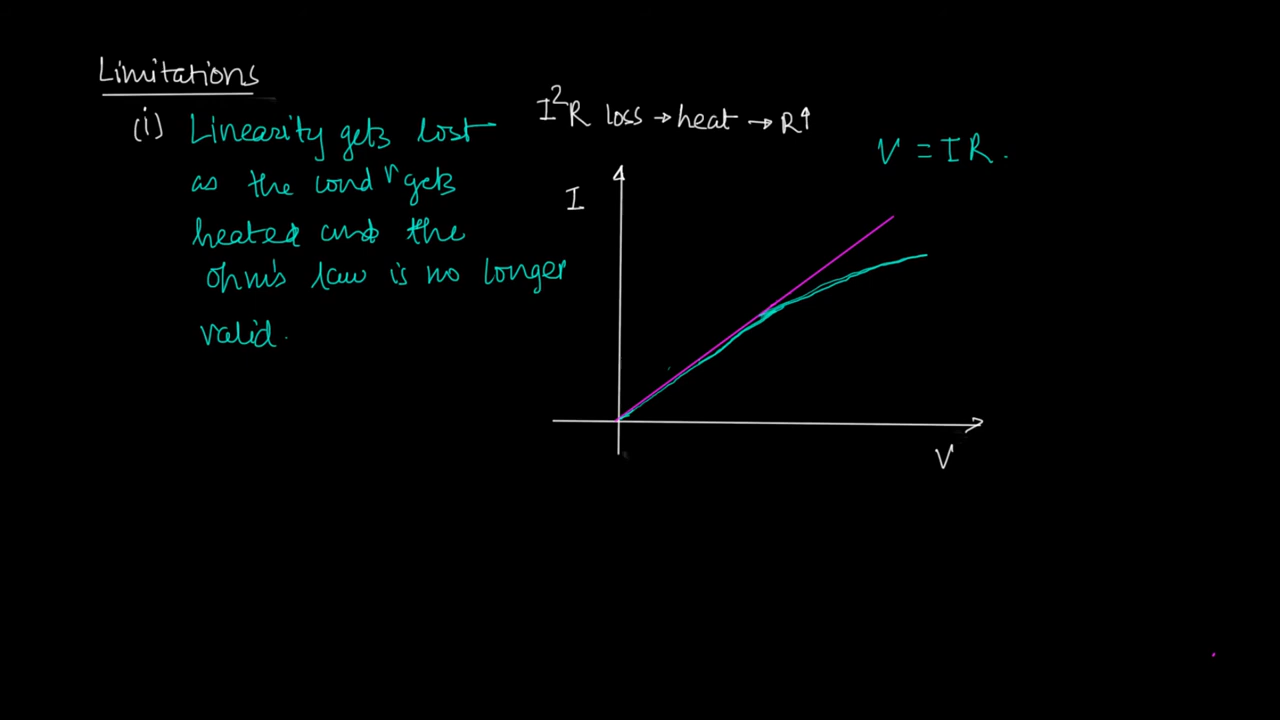 Limitations
(i) Linearity gets lost
as the cond^r gets
heated and the
ohm's law is no longer
valid.
I²R loss → heat → R↑
V = IR.
I
V